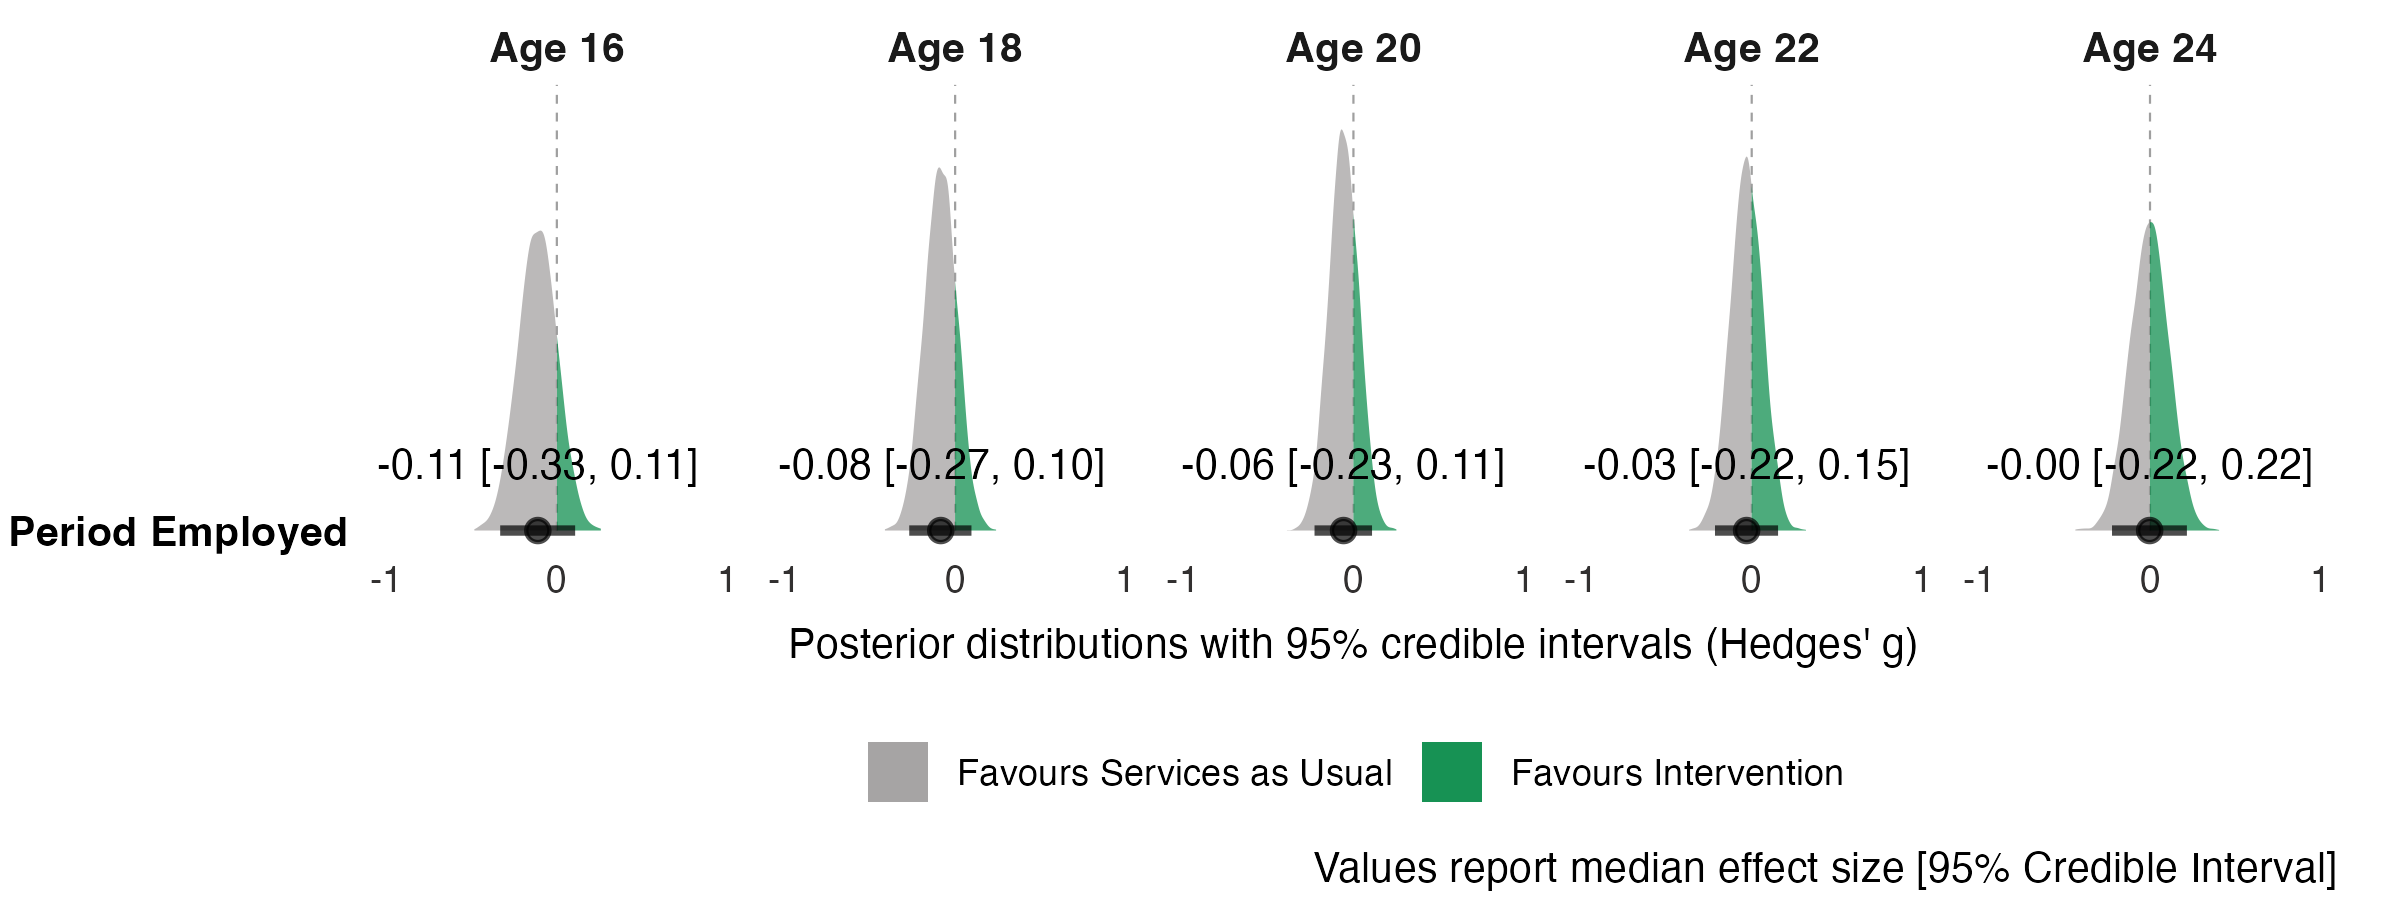 Age 16 Age 18 Age 20 Age 22 Age 24
-0.11 [-0.33, 0.11] -0.08 [-0.27, 0.10] -0.06 [-0.23, 0.11] -0.03 [-0.22, 0.15] -0.00 [-0.22, 0.22]
Period Employed
-1 0 1 -1 0 1 -1 0 1 -1 0 1 -1 0 1
Posterior distributions with 95% credible intervals (Hedges' g)
Favours Services as Usual Favours Intervention
Values report median effect size [95% Credible Interval]